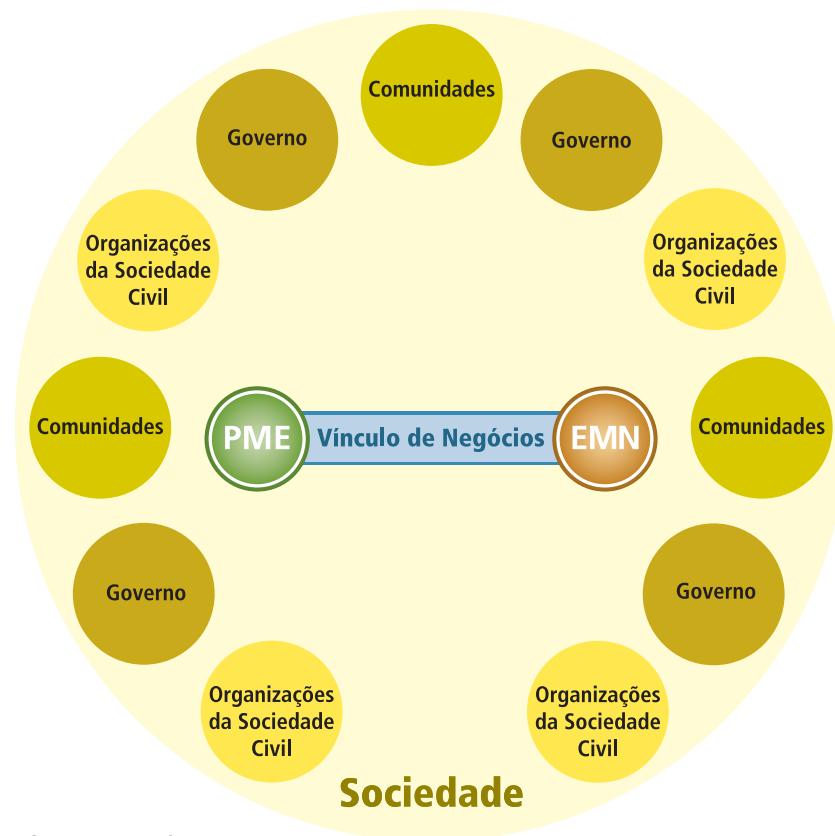 Comunidades
Governo
Governo
Organizações
da Sociedade
Civil
Organizações
da Sociedade
Civil
Comunidades
PME
Vínculo de Negócios
EMN
Comunidades
Governo
Governo
Organizações
da Sociedade
Civil
Organizações
da Sociedade
Civil
Sociedade